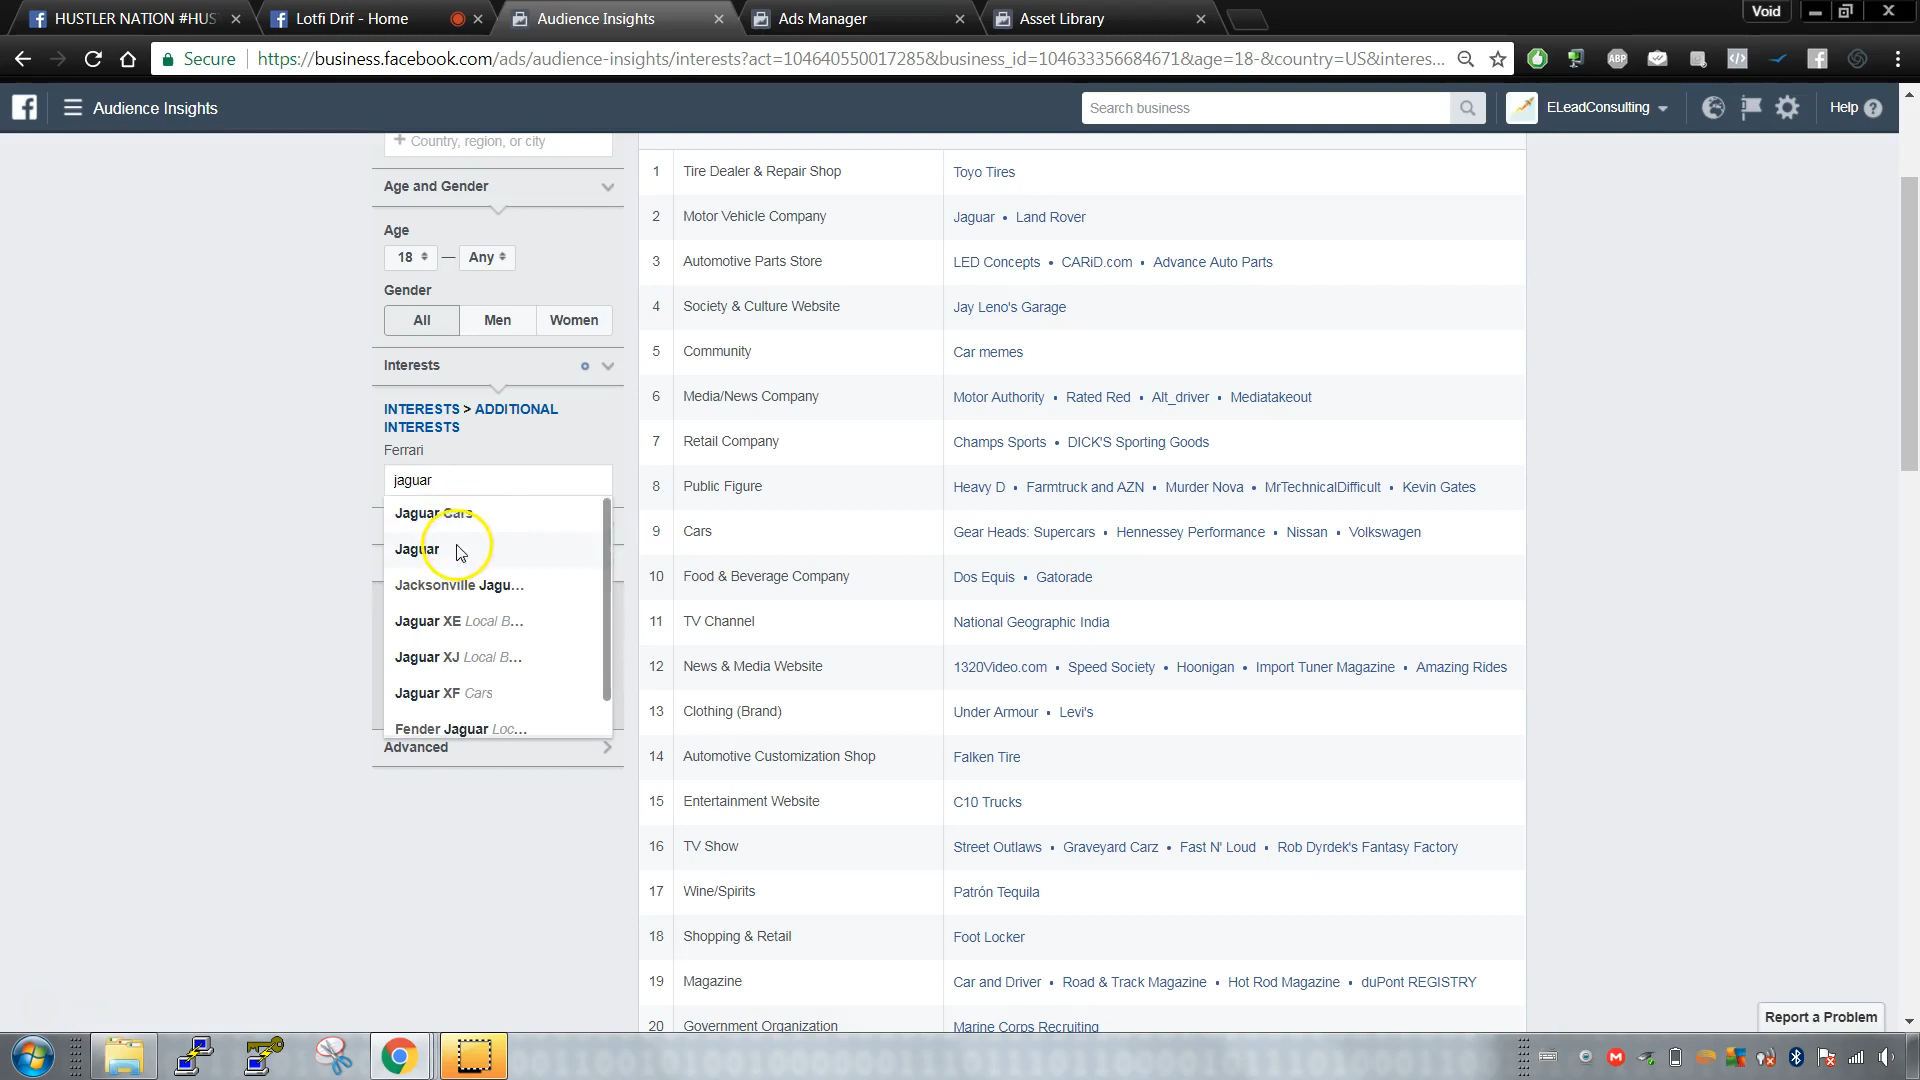 HUSTLER NATION #HUS
Lotfi Drif - Home
Audience Insights
Ads Manager
Asset Library
Void
Secure
https://business.facebook.com/ads/audience-insights/interests?act=104640550017285&business_id=104633356684671&age=18-&country=US&interes...
ABP
Audience Insights
Search business
ELeadConsulting
Help
+ Country, region, or city
Age and Gender
Age
18 — Any
Gender
All Men Women
Interests
INTERESTS > ADDITIONAL
INTERESTS
Ferrari
jaguar
Jaguar Cars
Jaguar
Jacksonville Jagu...
Jaguar XE Local B...
Jaguar XJ Local B...
Jaguar XF Cars
Fender Jaguar Loc...
Advanced
1 Tire Dealer & Repair Shop Toyo Tires
2 Motor Vehicle Company Jaguar • Land Rover
3 Automotive Parts Store LED Concepts • CARiD.com • Advance Auto Parts
4 Society & Culture Website Jay Leno's Garage
5 Community Car memes
6 Media/News Company Motor Authority • Rated Red • Alt_driver • Mediatakeout
7 Retail Company Champs Sports • DICK'S Sporting Goods
8 Public Figure Heavy D • Farmtruck and AZN • Murder Nova • MrTechnicalDifficult • Kevin Gates
9 Cars Gear Heads: Supercars • Hennessey Performance • Nissan • Volkswagen
10 Food & Beverage Company Dos Equis • Gatorade
11 TV Channel National Geographic India
12 News & Media Website 1320Video.com • Speed Society • Hoonigan • Import Tuner Magazine • Amazing Rides
13 Clothing (Brand) Under Armour • Levi's
14 Automotive Customization Shop Falken Tire
15 Entertainment Website C10 Trucks
16 TV Show Street Outlaws • Graveyard Carz • Fast N' Loud • Rob Dyrdek's Fantasy Factory
17 Wine/Spirits Patrón Tequila
18 Shopping & Retail Foot Locker
19 Magazine Car and Driver • Road & Track Magazine • Hot Rod Magazine • duPont REGISTRY
20 Government Organization Marine Corps Recruiting
Report a Problem